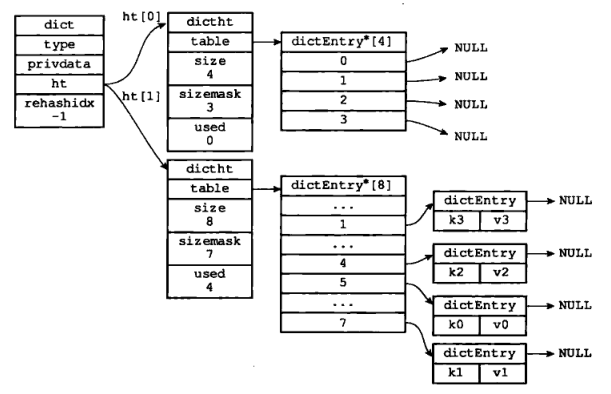 dict
type
privdata
ht
rehashidx
-1
ht[0]
ht[1]
dictht
table
size
4
sizemask
3
used
0
dictEntry*[4]
0
1
2
3
NULL
NULL
NULL
NULL
dictht
table
size
8
sizemask
7
used
4
dictEntry*[8]
...
1
...
4
5
...
7
dictEntry
k3 v3
NULL
dictEntry
k2 v2
NULL
dictEntry
k0 v0
NULL
dictEntry
k1 v1
NULL